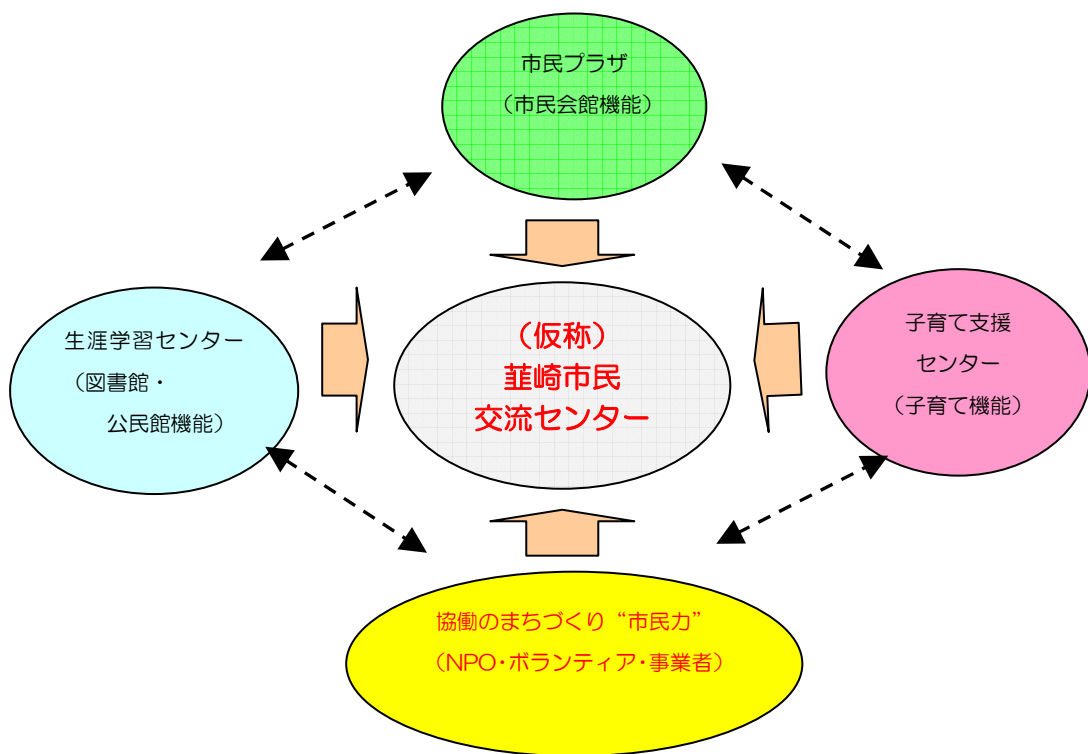 市民プラザ
（市民会館機能）
生涯学習センター
（図書館・
公民館機能）
（仮称）
韮崎市民
交流センター
子育て支援
センター
（子育て機能）
協働のまちづくり“市民力”
（NPO・ボランティア・事業者）